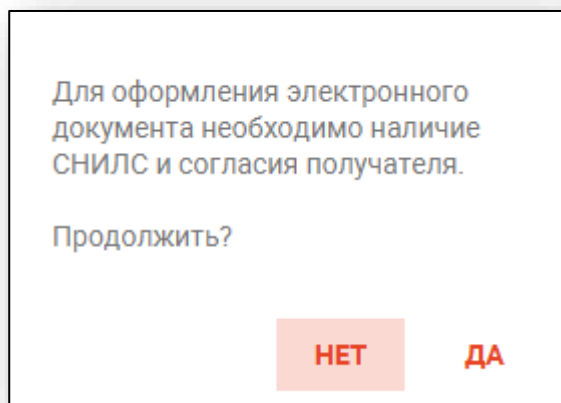 Для оформления электронного
документа необходимо наличие
СНИЛС и согласия получателя.
Продолжить?
НЕТ ДА